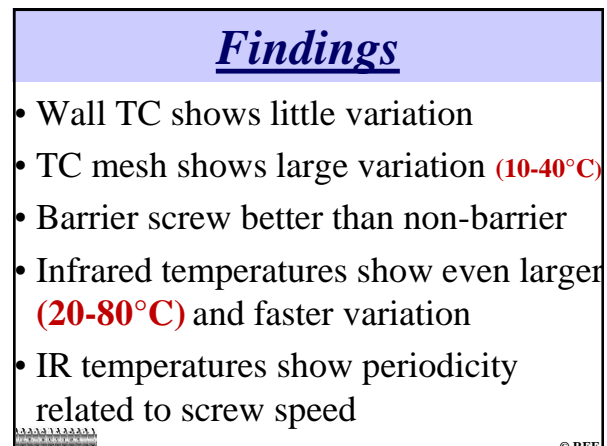 Findings
• Wall TC shows little variation
• TC mesh shows large variation (10-40°C)
• Barrier screw better than non-barrier
• Infrared temperatures show even larger
(20-80°C) and faster variation
• IR temperatures show periodicity
related to screw speed